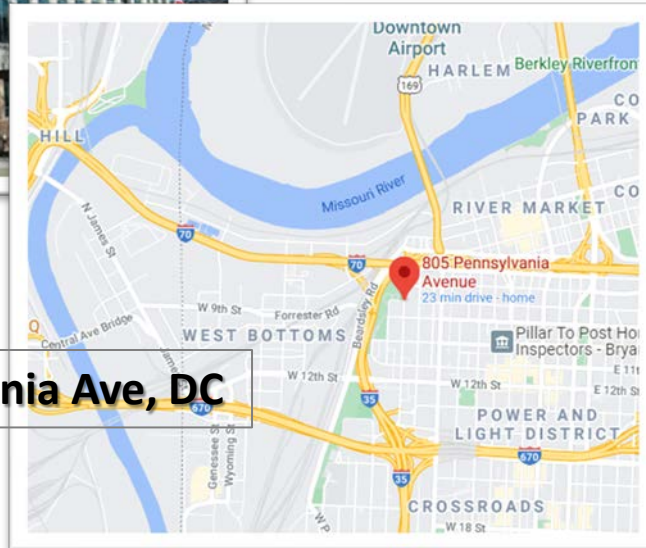 Downtown
Airport
HARLEM
Berkley Riverfron
169
CO
PARK
HILL
Missouri River
RIVER MARKET
CO
N James St
70
70
805 Pennsylvania
Avenue
23 min drive - home
W 9th St
Forrester Rd
Beardsley Rd
Central Ave Bridge
WEST BOTTOMS
Pillar To Post Ho
Inspectors - Brya
James St
E 11t
W 12th St
W 12th St
E 12th St
nia Ave, DC
35
670
POWER AND
LIGHT DISTRICT
Genessee St
Wyoming St
670
35
CROSSROADS
W P
W 18 St